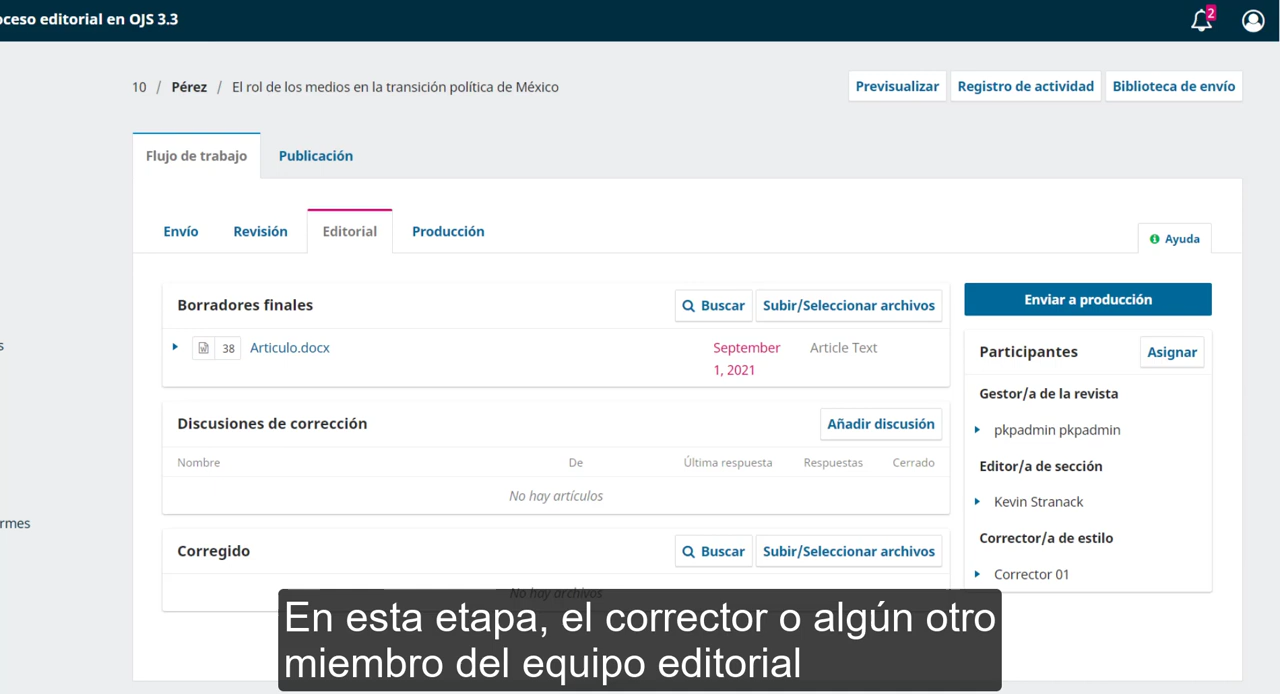 ceso editorial en OJS 3.3
2
10 / Pérez / El rol de los medios en la transición política de México
Previsualizar
Registro de actividad
Biblioteca de envío
Flujo de trabajo
Publicación
Envío
Revisión
Editorial
Producción
Ayuda
Borradores finales
Buscar
Subir/Seleccionar archivos
38 Articulo.docx
September 1, 2021
Article Text
Discusiones de corrección
Añadir discusión
Nombre
De
Última respuesta
Respuestas
Cerrado
No hay artículos
Corregido
Buscar
Subir/Seleccionar archivos
No hay archivos
Enviar a producción
Participantes
Asignar
Gestor/a de la revista
pkpadmin pkpadmin
Editor/a de sección
Kevin Stranack
Corrector/a de estilo
Corrector 01
s
rmes
En esta etapa, el corrector o algún otro
miembro del equipo editorial